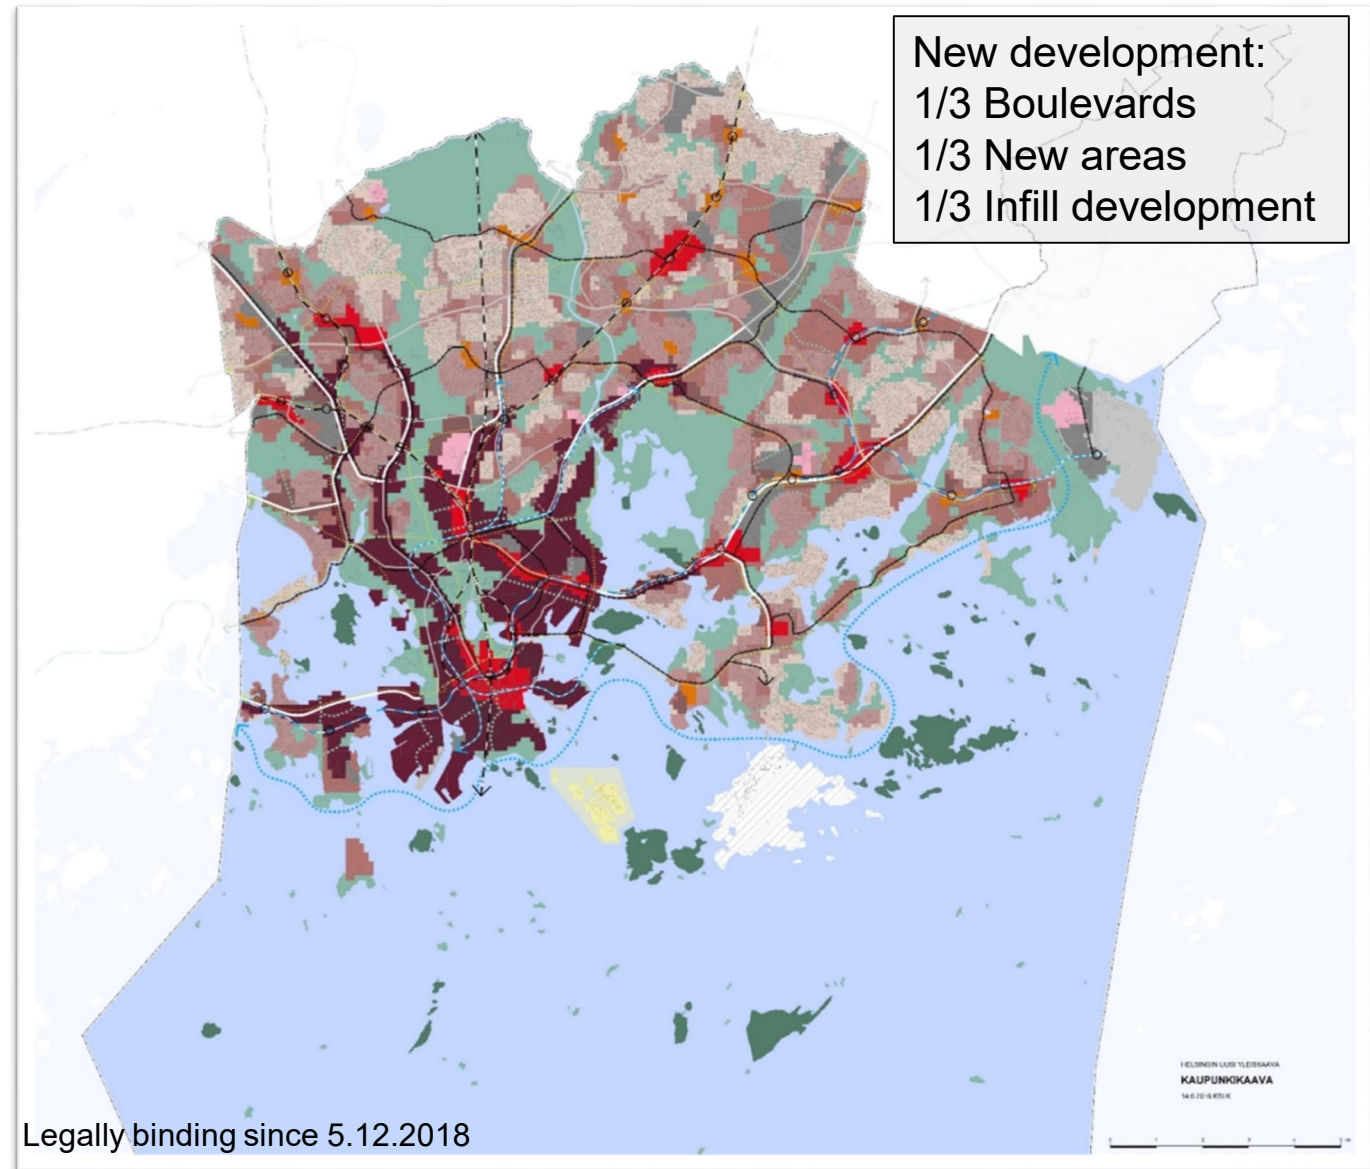 New development:
1/3 Boulevards
1/3 New areas
1/3 Infill development
HELSINGIN UUSI YLEISKAAVA
KAUPUNKIKAAVA
Legally binding since 5.12.2018